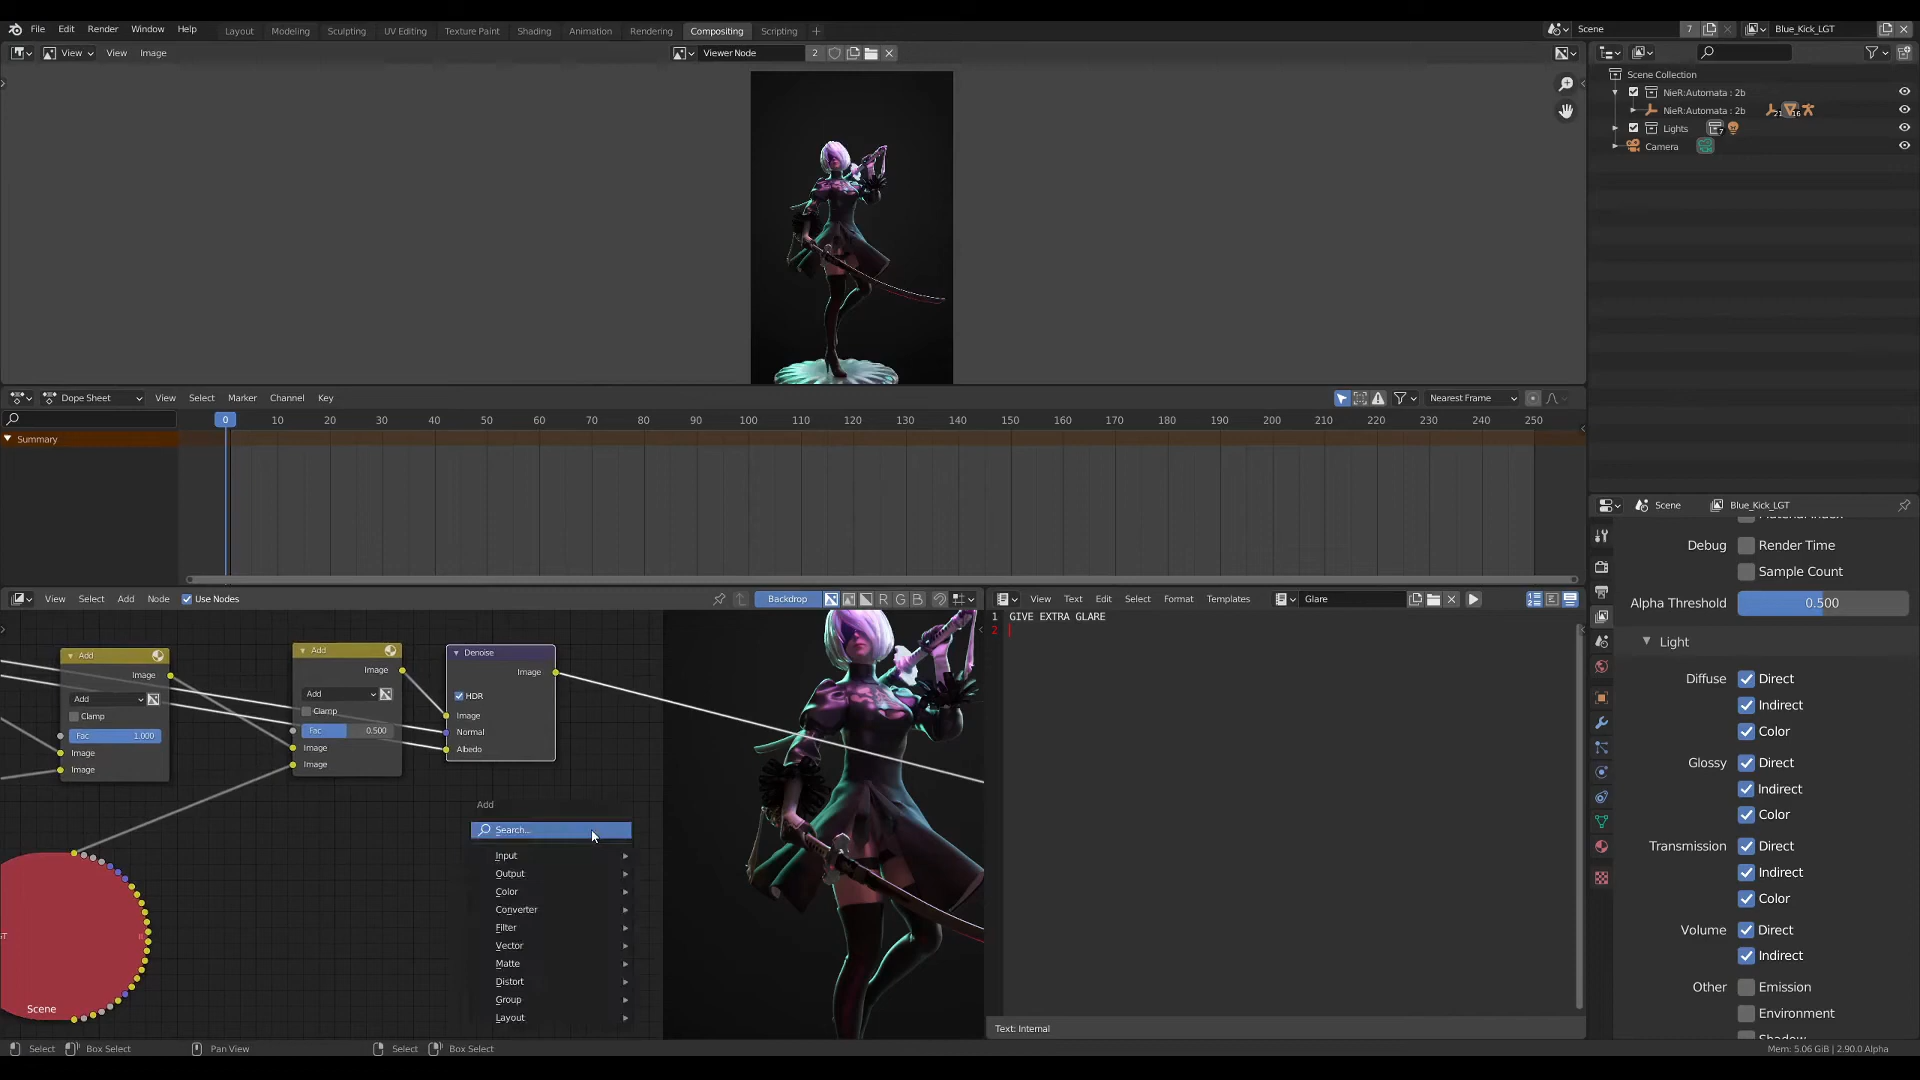 File Edit Render Window Help Layout Modeling Sculpting UV Editing Texture Paint Shading Animation Rendering Compositing Scripting + Scene 7 Blue_Kick_LGT
View View Image Viewer Node 2
Scene Collection
NieR:Automata : 2b
NieR:Automata : 2b 21 16
Lights 7
Camera
Dope Sheet View Select Marker Channel Key Nearest Frame
0 10 20 30 40 50 60 70 80 90 100 110 120 130 140 150 160 170 180 190 200 210 220 230 240 250
Summary
Scene Blue_Kick_LGT
Debug Render Time
Sample Count
Alpha Threshold 0.500
Light
Diffuse Direct
Indirect
Color
Glossy Direct
Indirect
Color
Transmission Direct
Indirect
Color
Volume Direct
Indirect
Other Emission
Environment
View Select Add Node Use Nodes Backdrop R G B
View Text Edit Select Format Templates Glare
1 GIVE EXTRA GLARE
2
Add
Image
Add
Clamp
Fac 1.000
Image
Image
Add
Image
Add
Clamp
Fac 0.500
Image
Image
Denoise
Image
HDR
Image
Normal
Albedo
Add
Search...
Input
Output
Color
Converter
Filter
Vector
Matte
Distort
Group
Layout
Scene
Text: Internal
Select Box Select Pan View Select Box Select Mem: 5.06 GiB | 2.90.0 Alpha